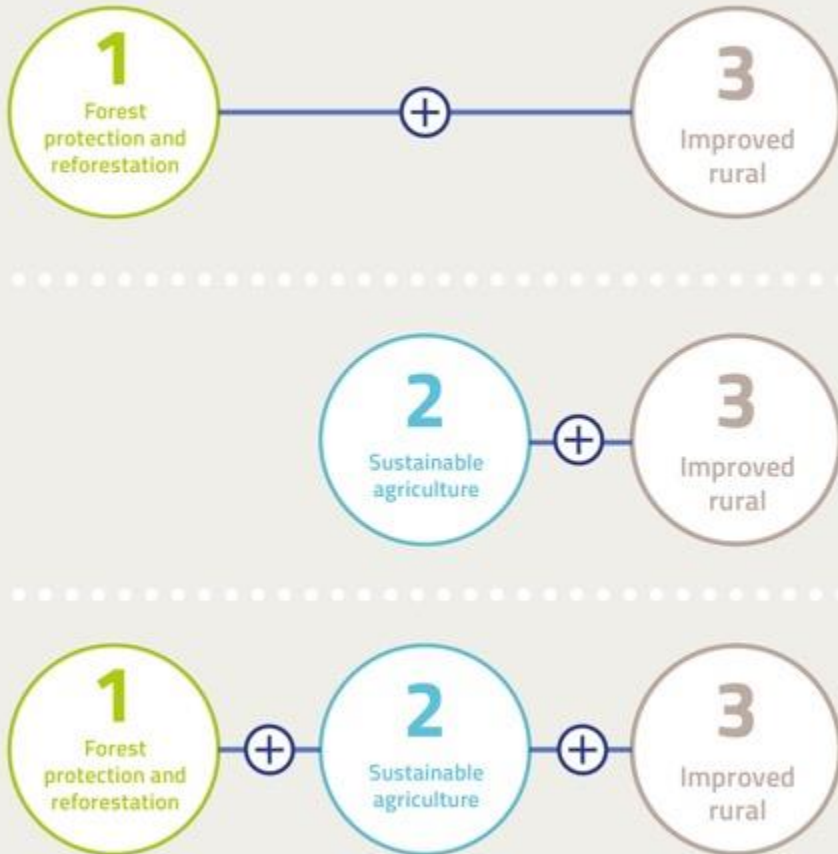 1
Forest
protection and
reforestation
+
3
Improved
rural
2
Sustainable
agriculture
+
3
Improved
rural
1
Forest
protection and
reforestation
+
2
Sustainable
agriculture
+
3
Improved
rural